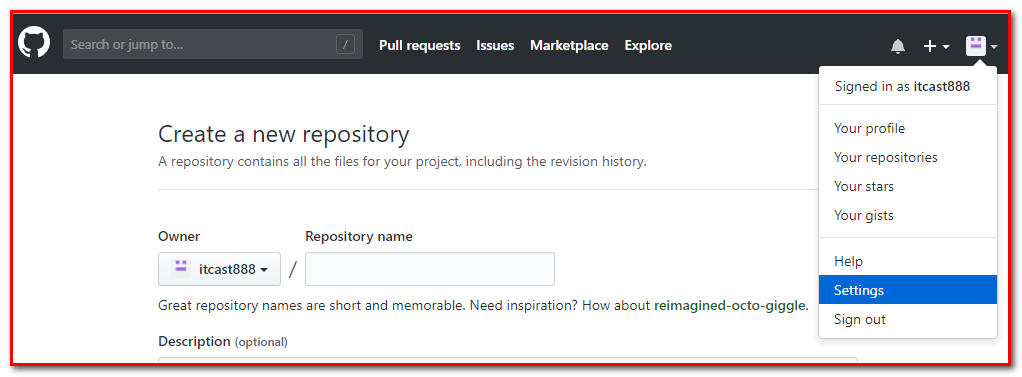 Search or jump to... / Pull requests Issues Marketplace Explore
Signed in as itcast888
Your profile
Your repositories
Your stars
Your gists
Help
Settings
Sign out
Create a new repository
A repository contains all the files for your project, including the revision history.
Owner Repository name
itcast888 /
Great repository names are short and memorable. Need inspiration? How about reimagined-octo-giggle.
Description (optional)